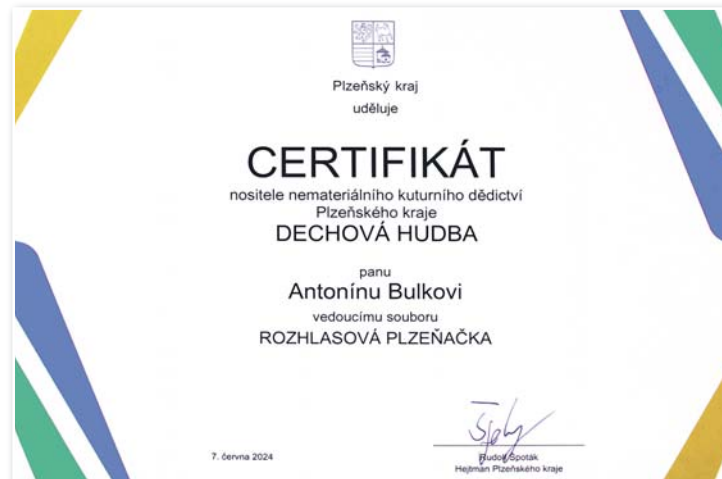 Plzeňský kraj
uděluje
CERTIFIKÁT
nositele nemateriálního kuturního dědictví
Plzeňského kraje
DECHOVÁ HUDBA
panu
Antonínu Bulkovi
vedoucímu souboru
ROZHLASOVÁ PLZEŇAČKA
7. června 2024
Rudolf Špoták
Hejtman Plzeňského kraje